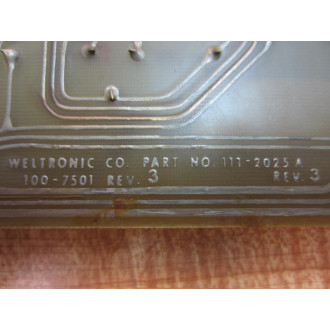 WELTRONIC CO. PART NO. 111-2025 A
100-7501 REV. 3 REV. 3